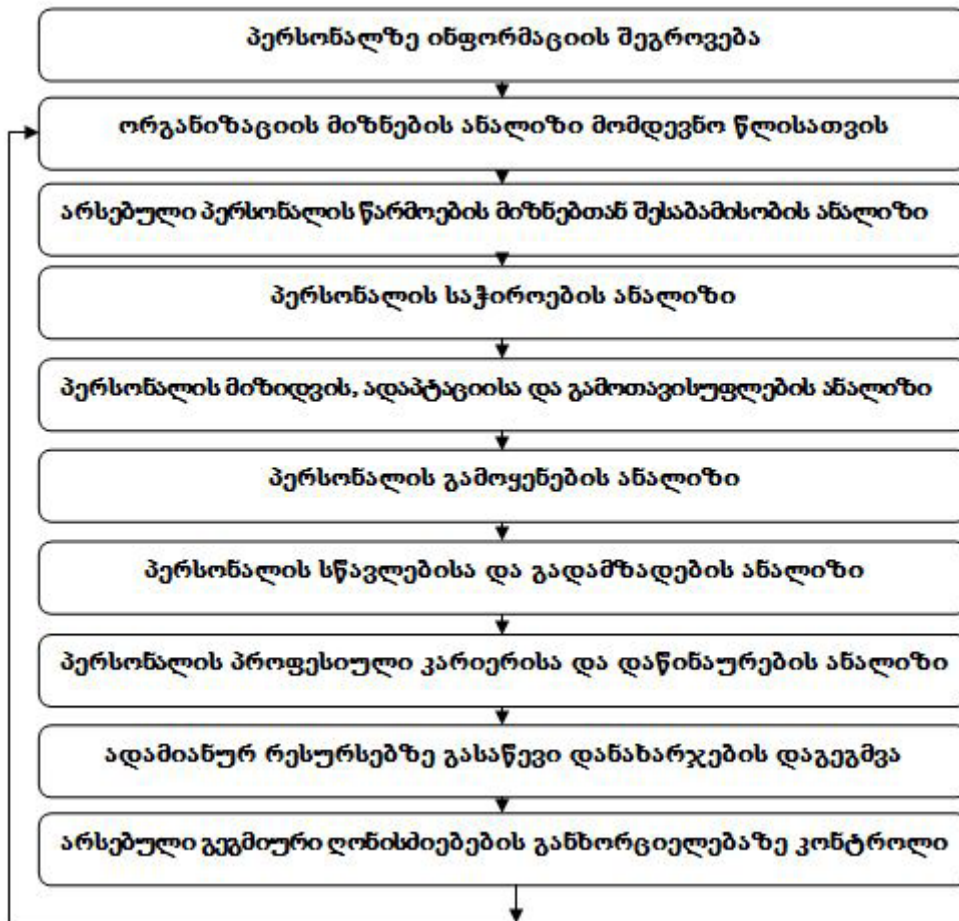 პერსონალზე ინფორმაციის შეგროვება
ორგანიზაციის მიზნების ანალიზი მომდევნო წლისათვის
არსებული პერსონალის წარმოების მიზნებთან შესაბამისობის ანალიზი
პერსონალის საჭიროების ანალიზი
პერსონალის მიზიდვის, ადაპტაციისა და გამოთავისუფლების ანალიზი
პერსონალის გამოყენების ანალიზი
პერსონალის სწავლებისა და გადამზადების ანალიზი
პერსონალის პროფესიული კარიერისა და დაწინაურების ანალიზი
ადამიანურ რესურსებზე გასაწევი დანახარჯების დაგეგმვა
არსებული გეგმიური ღონისძიებების განხორციელებაზე კონტროლი